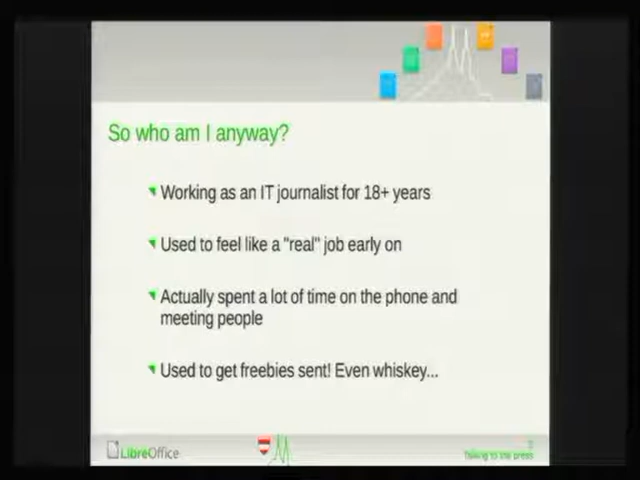 So who am I anyway?
Working as an IT journalist for 18+ years
Used to feel like a "real" job early on
Actually spent a lot of time on the phone and
meeting people
Used to get freebies sent! Even whiskey...
LibreOffice
Talking to the press